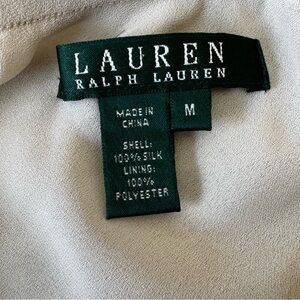 LAUREN
RALPH LAUREN
MADE IN
CHINA
M
SHELL:
100% SILK
LINING:
100%
POLYESTER